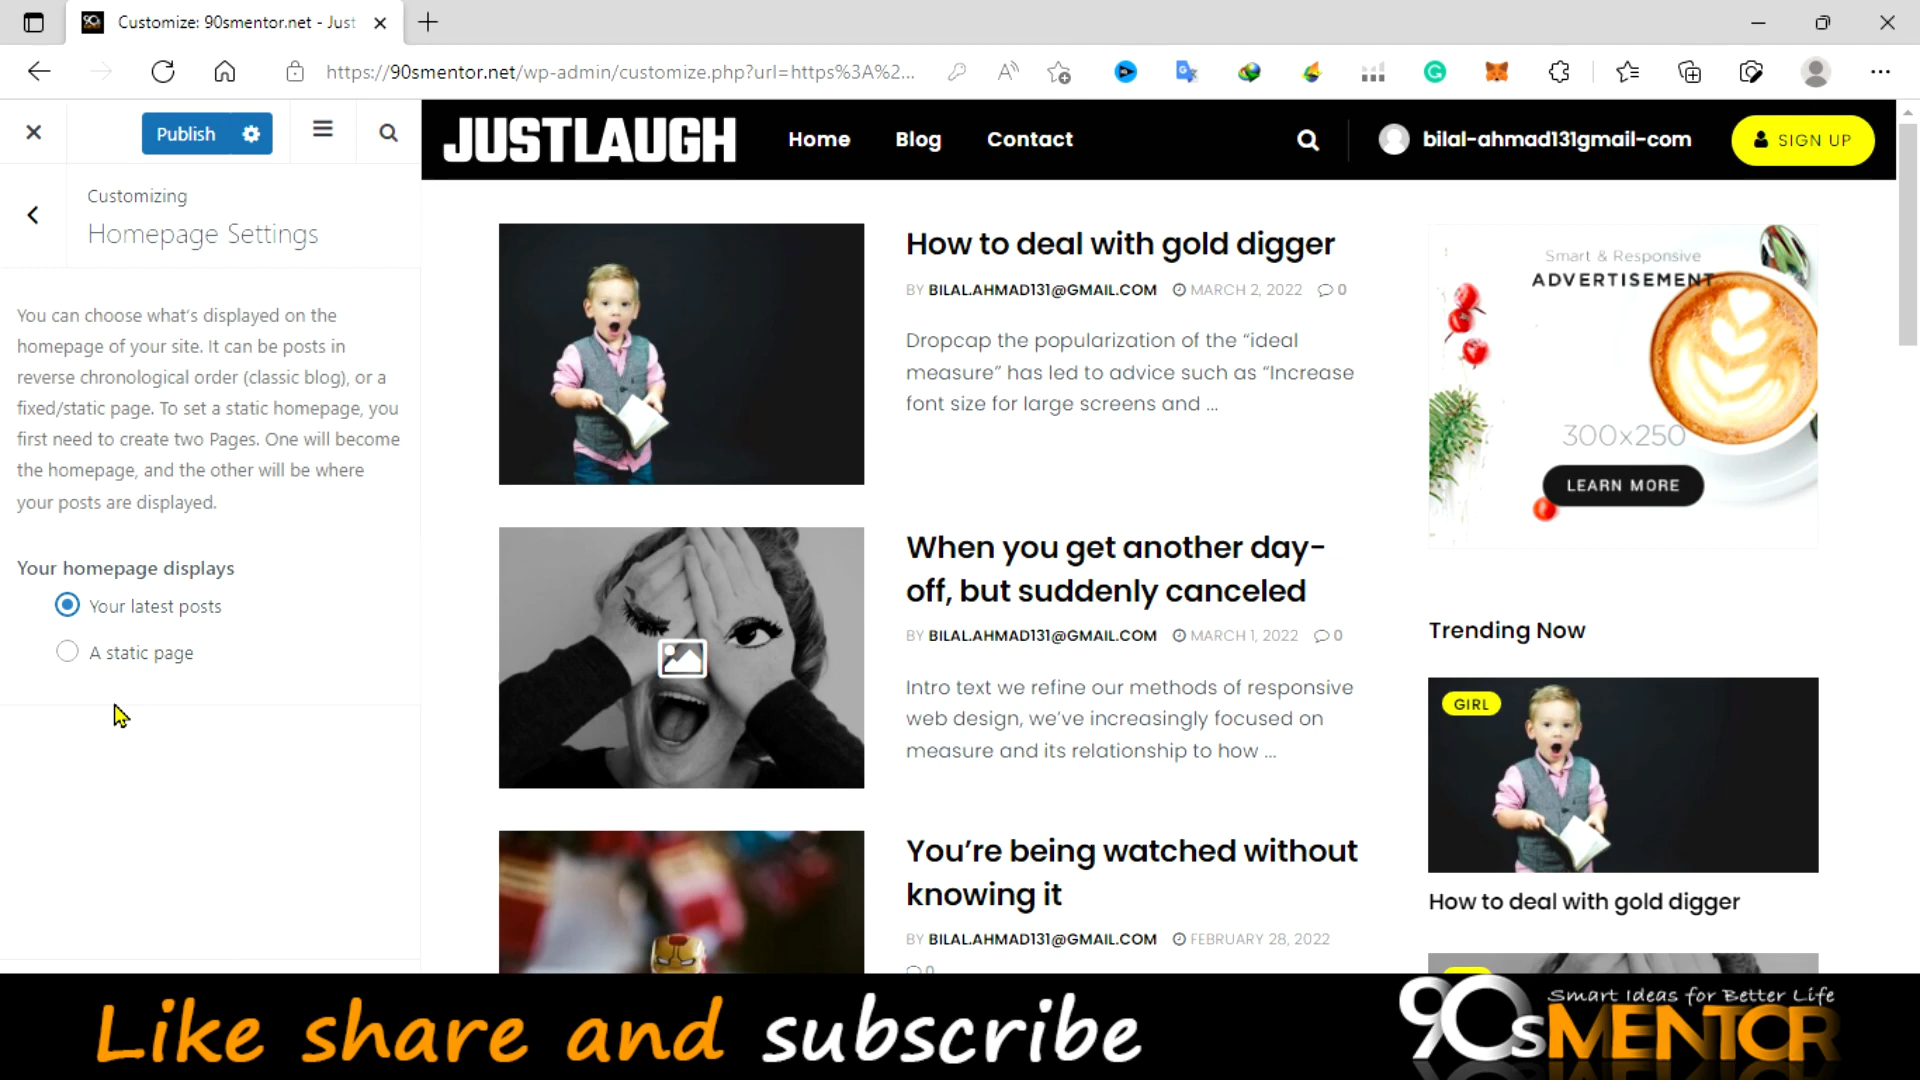 Customize: 90smentor.net - Just
https://90smentor.net/wp-admin/customize.php?url=https%3A%2...
Publish
Customizing
Homepage Settings
You can choose what's displayed on the
homepage of your site. It can be posts in
reverse chronological order (classic blog), or a
fixed/static page. To set a static homepage, you
first need to create two Pages. One will become
the homepage, and the other will be where
your posts are displayed.
Your homepage displays
Your latest posts
A static page
JUSTLAUGH
Home
Blog
Contact
bilal-ahmad131gmail-com
SIGN UP
How to deal with gold digger
BY BILAL.AHMAD131@GMAIL.COM MARCH 2, 2022 0
Dropcap the popularization of the “ideal
measure” has led to advice such as “Increase
font size for large screens and ...
When you get another day-
off, but suddenly canceled
BY BILAL.AHMAD131@GMAIL.COM MARCH 1, 2022 0
Intro text we refine our methods of responsive
web design, we’ve increasingly focused on
measure and its relationship to how ...
You’re being watched without
knowing it
BY BILAL.AHMAD131@GMAIL.COM FEBRUARY 28, 2022
0
Smart & Responsive
ADVERTISEMENT
300x250
LEARN MORE
Trending Now
GIRL
How to deal with gold digger
Like share and subscribe
Smart Ideas for Better Life
90sMENTOR